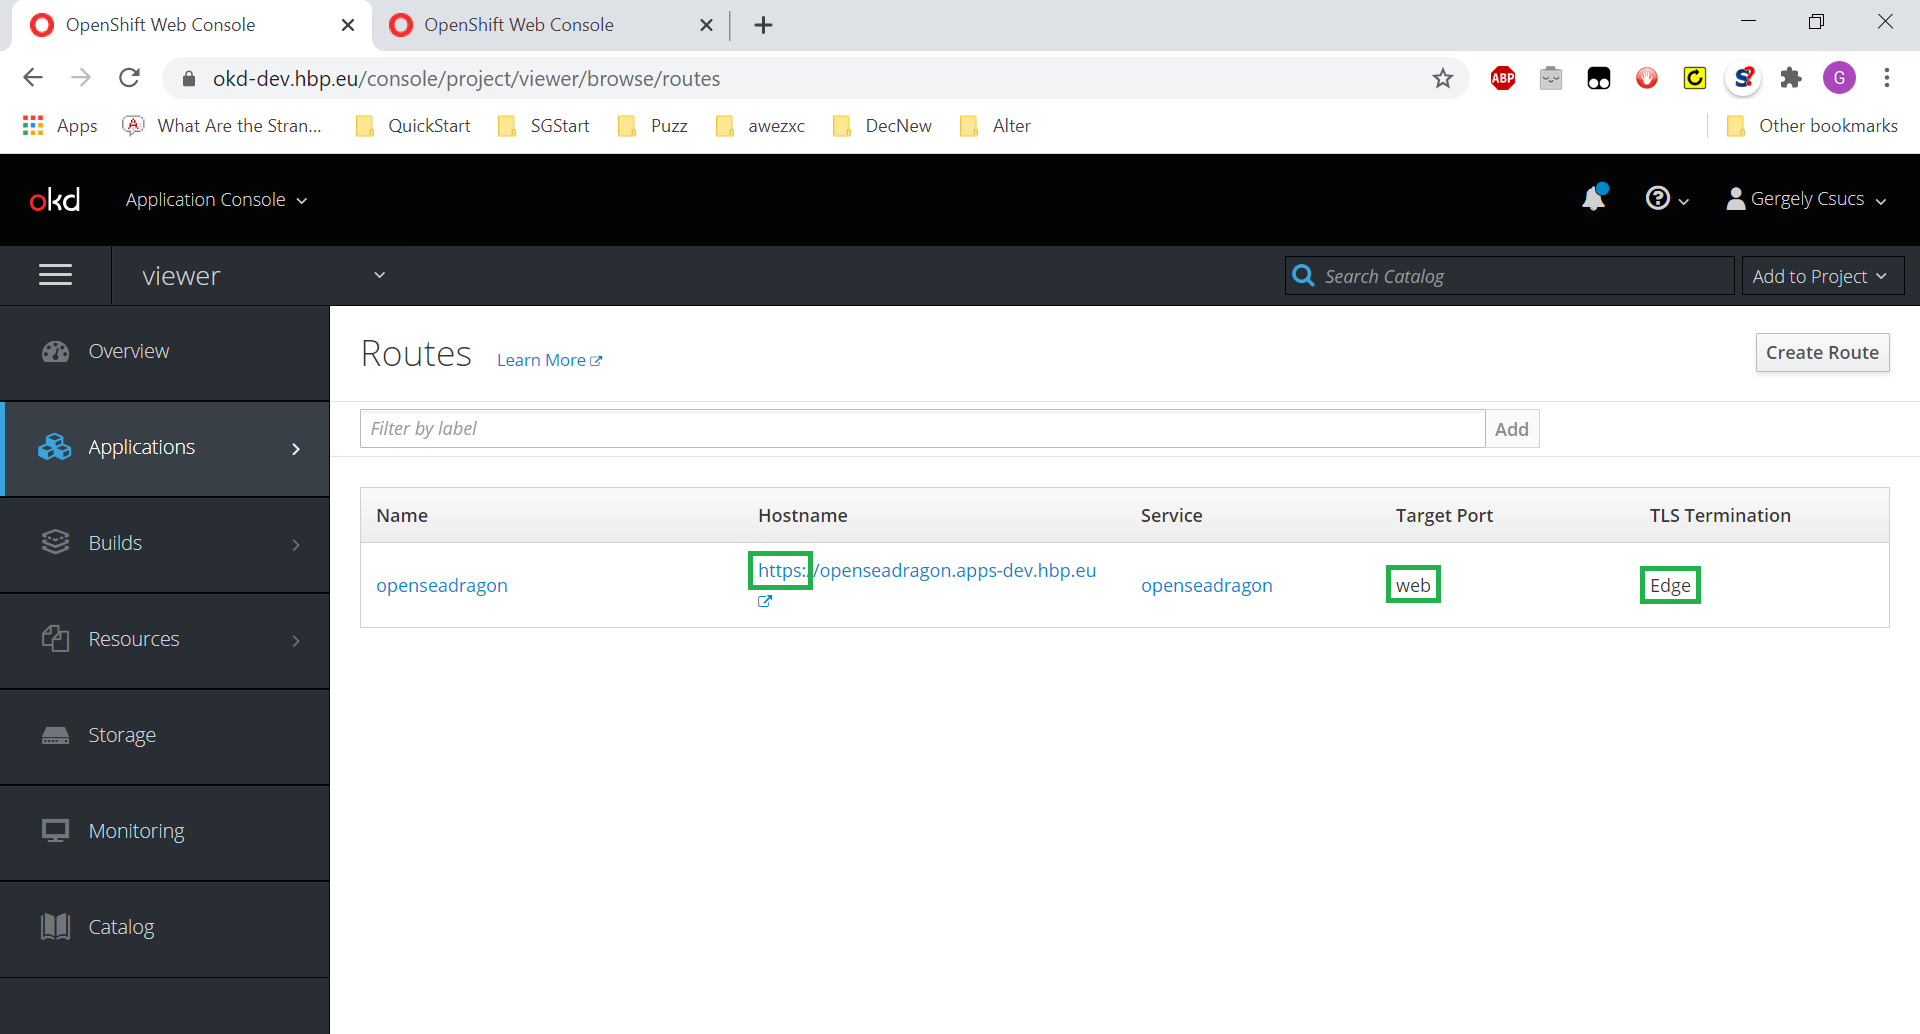 OpenShift Web Console
OpenShift Web Console
okd-dev.hbp.eu/console/project/viewer/browse/routes
ABP
G
Apps
What Are the Stran...
QuickStart
SGStart
Puzz
awezxc
DecNew
Alter
Other bookmarks
okd
Application Console
Gergely Csucs
viewer
Search Catalog
Add to Project
Overview
Applications
Builds
Resources
Storage
Monitoring
Catalog
Routes
Learn More
Create Route
Filter by label
Add
Name
Hostname
Service
Target Port
TLS Termination
openseadragon
https://openseadragon.apps-dev.hbp.eu
openseadragon
web
Edge